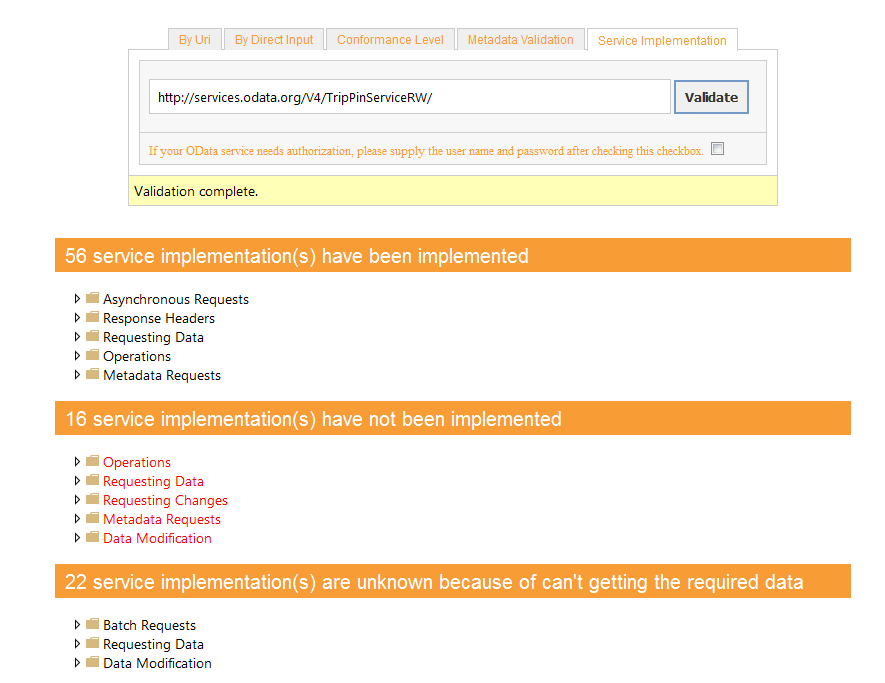 By Uri By Direct Input Conformance Level Metadata Validation Service Implementation
http://services.odata.org/V4/TripPinServiceRW/ Validate
If your OData service needs authorization, please supply the user name and password after checking this checkbox.
Validation complete.
56 service implementation(s) have been implemented
Asynchronous Requests
Response Headers
Requesting Data
Operations
Metadata Requests
16 service implementation(s) have not been implemented
Operations
Requesting Data
Requesting Changes
Metadata Requests
Data Modification
22 service implementation(s) are unknown because of can't getting the required data
Batch Requests
Requesting Data
Data Modification